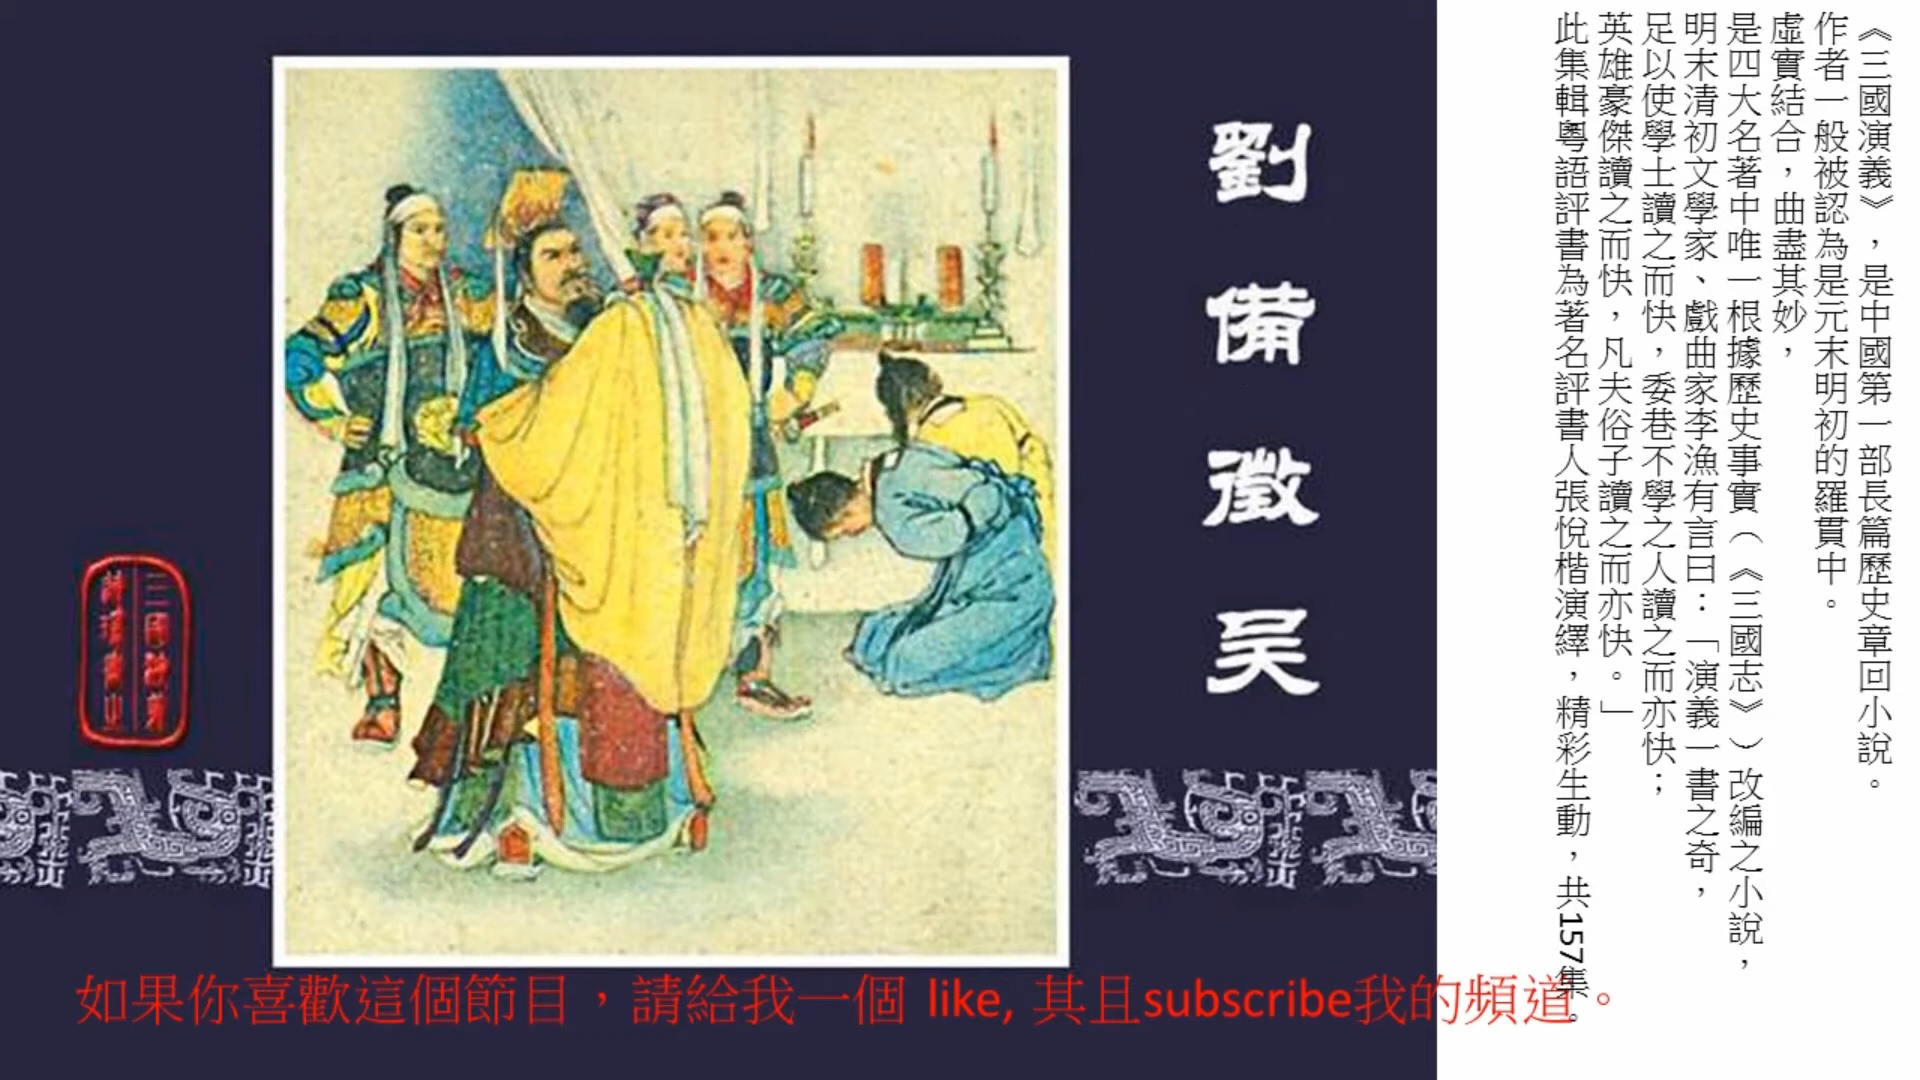 《三國演義》，是中國第一部長篇歷史章回小說。
作者一般被認為是元末明初的羅貫中。
虛實結合，曲盡其妙，
是四大名著中唯一根據歷史事實（《三國志》）改編之小說，
明末清初文學家、戲曲家李漁有言曰：「演義一書之奇，
足以使學士讀之而快，委巷不學之人讀之而亦快；
英雄豪傑讀之而快，凡夫俗子讀之而亦快。」
此集輯粵語評書為著名評書人張悅楷演繹，精彩生動，共157集。
劉備徵吴
如果你喜歡這個節目，請給我一個 like, 其且subscribe我的頻道。